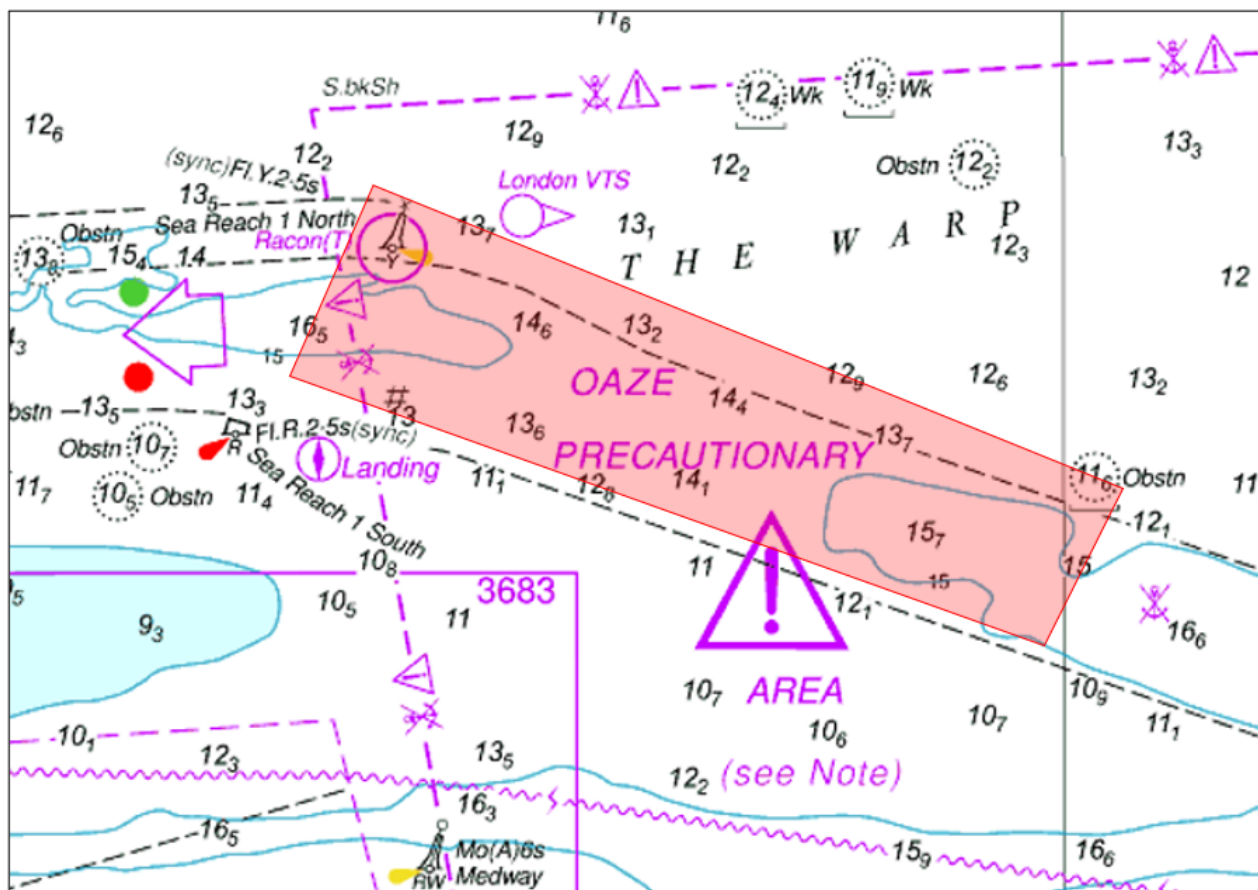 11₆
S.bkSh
12₄ Wk
11₉ Wk
12₆
12₉
13₃
12₂
(sync)Fl.Y.2·5s
12₂
Obstn 12₂
13₅
London VTS
Sea Reach 1 North
13₇
13₁
THE WARP
12₃
Obstn
Racon(T)
13₈
15₄
14
Y
12
16₅
14₆
13₂
15
OAZE
12₉
12₆
13₂
14₄
13₅
13₃
13
13₆
13₇
Fl.R.2·5s(sync)
Obstn 10₇
R
Sea Reach 1 South
Landing
PRECAUTIONARY
11₇
10₅ Obstn
11₄
11₁
12₈
14₁
11₆ Obstn
11
15₇
12₁
10₈
11
15
15
3683
9₃
10₅
11
12₁
16₆
10₇
AREA
10₉
10₁
10₆
10₇
11₁
12₃
13₅
12₂
(see Note)
16₃
16₅
Mo(A)6s
15₉
16₆
RW
Medway